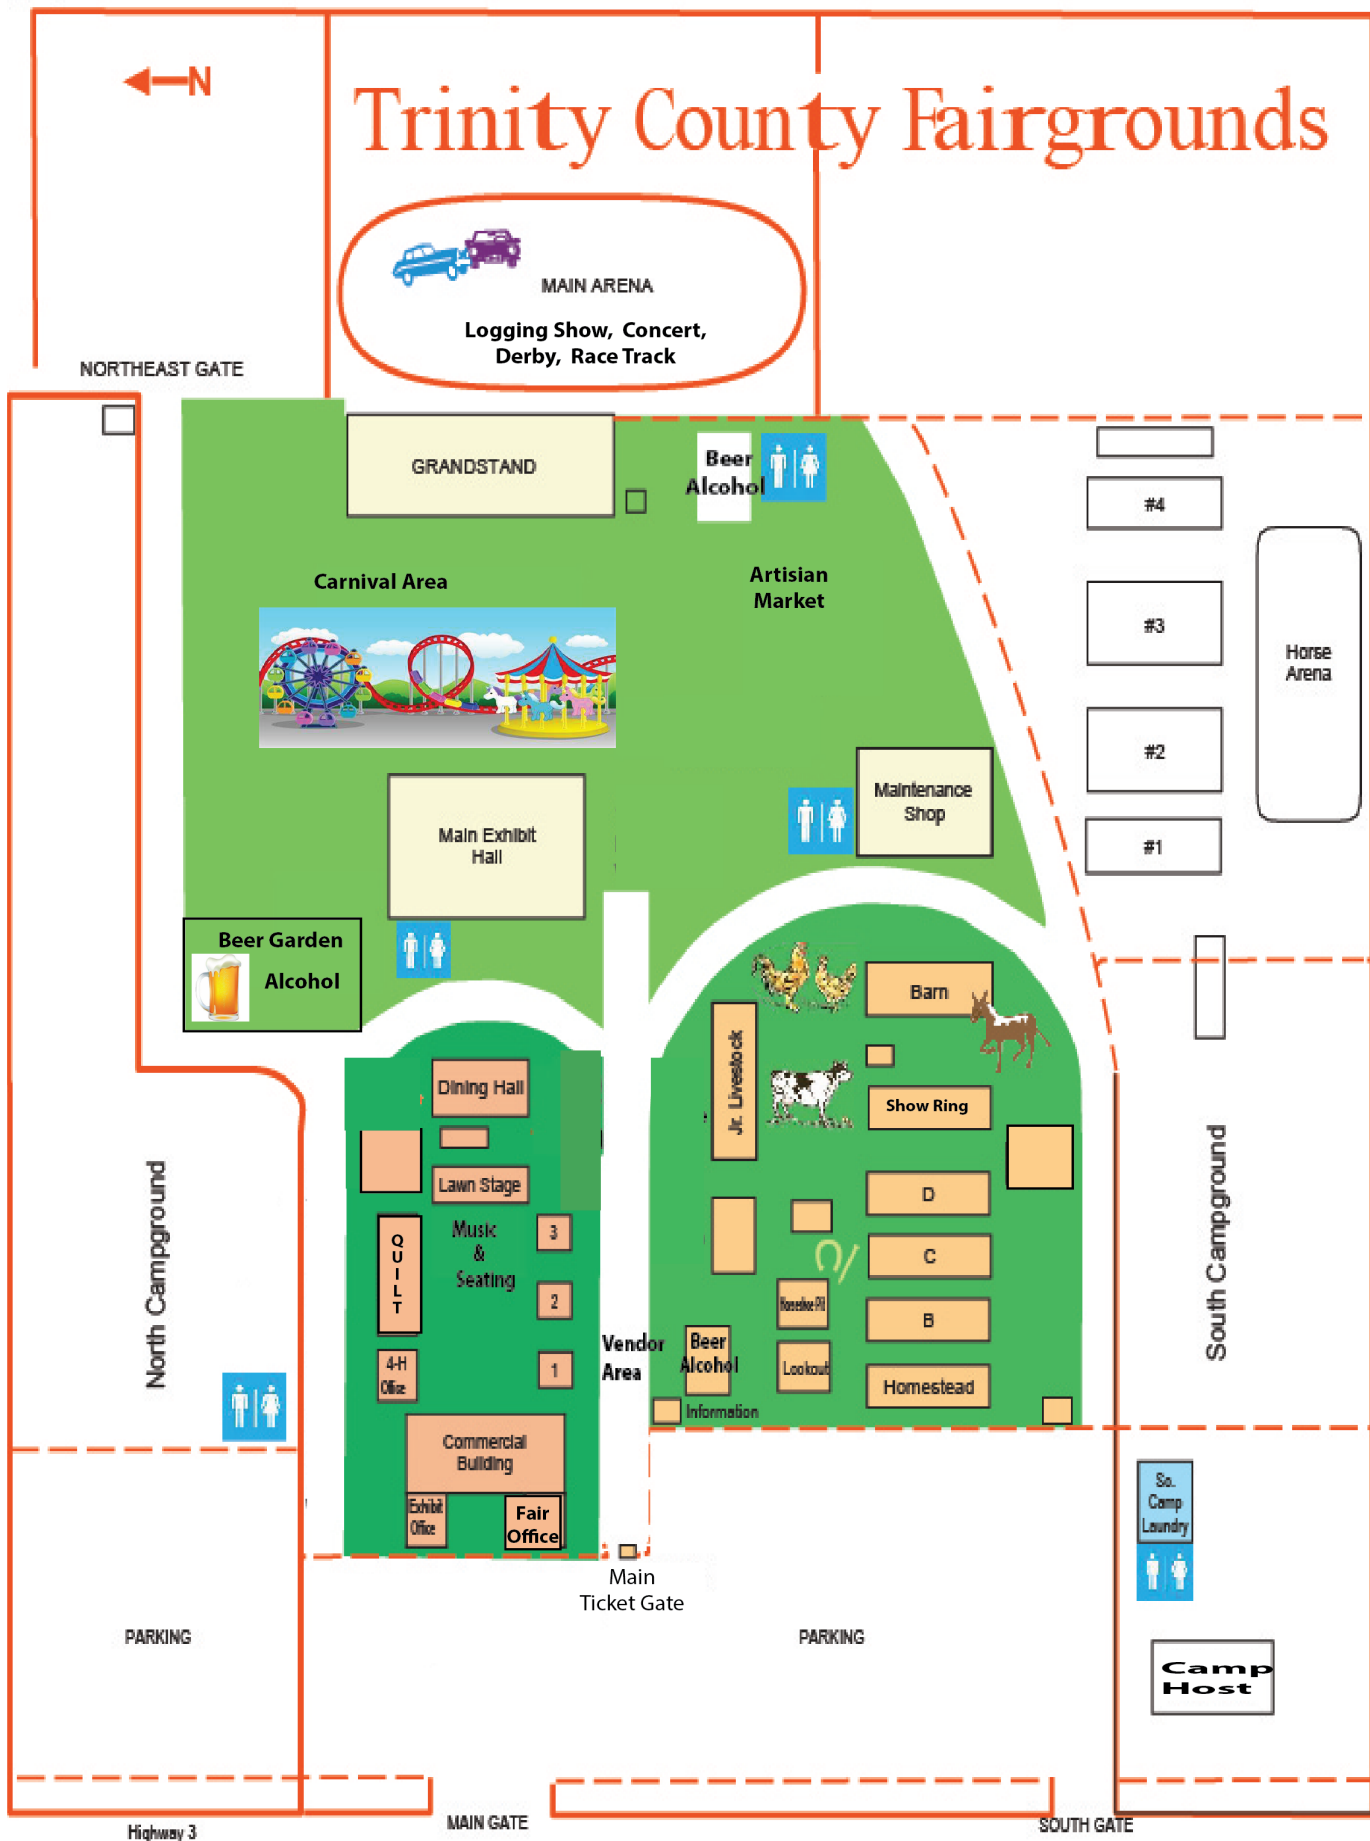 N
Trinity County Fairgrounds
MAIN ARENA
Logging Show, Concert,
Derby, Race Track
NORTHEAST GATE
GRANDSTAND
Beer
Alcohol
#4
Carnival Area
Artisian
Market
#3
Horse
Arena
#2
Maintenance
Shop
Main Exhibit
Hall
#1
Beer Garden
Alcohol
Barn
Jr. Livestock
Dining Hall
Show Ring
Lawn Stage
D
North Campground
South Campground
QUILT
Music
&
Seating
3
C
2
Horseshoe Pit
B
Vendor
Area
Beer
Alcohol
Lookout
4-H
Office
1
Homestead
Information
Commercial
Building
Exhibit
Office
Fair
Office
So.
Camp
Laundry
Main
Ticket Gate
PARKING
PARKING
Camp
Host
Highway 3
MAIN GATE
SOUTH GATE